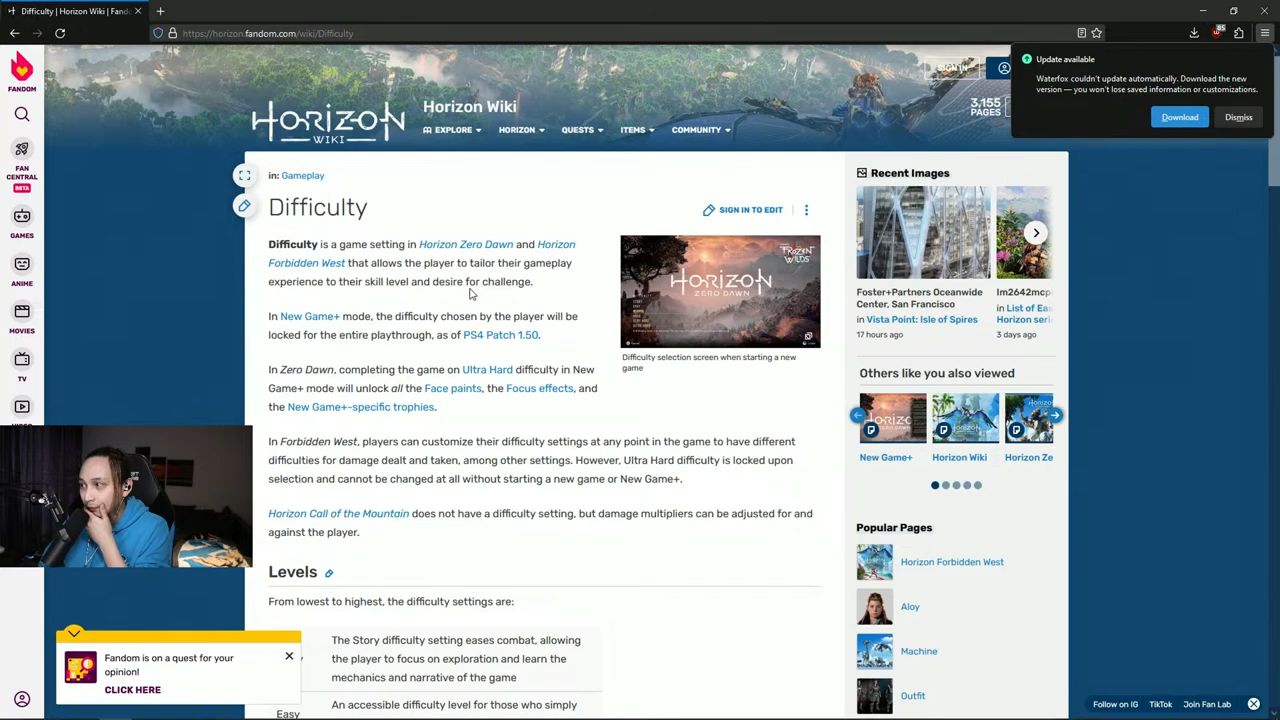 Difficulty | Horizon Wiki | Fando
https://horizon.fandom.com/wiki/Difficulty
85
Update available
Waterfox couldn't update automatically. Download the new
version — you won't lose saved information or customizations.
Download
Dismiss
FANDOM
FAN
CENTRAL
BETA
GAMES
ANIME
MOVIES
TV
VIDEO
HORIZON
WIKI
Horizon Wiki
EXPLORE
HORIZON
QUESTS
ITEMS
COMMUNITY
SIGN IN
3,155
PAGES
in: Gameplay
Difficulty
SIGN IN TO EDIT
Difficulty is a game setting in Horizon Zero Dawn and Horizon
Forbidden West that allows the player to tailor their gameplay
experience to their skill level and desire for challenge.
In New Game+ mode, the difficulty chosen by the player will be
locked for the entire playthrough, as of PS4 Patch 1.50.
In Zero Dawn, completing the game on Ultra Hard difficulty in New
Game+ mode will unlock all the Face paints, the Focus effects, and
the New Game+-specific trophies.
FROZEN
WILDS
HORIZON
ZERO DAWN
Difficulty selection screen when starting a new
game
In Forbidden West, players can customize their difficulty settings at any point in the game to have different
difficulties for damage dealt and taken, among other settings. However, Ultra Hard difficulty is locked upon
selection and cannot be changed at all without starting a new game or New Game+.
Horizon Call of the Mountain does not have a difficulty setting, but damage multipliers can be adjusted for and
against the player.
Levels
From lowest to highest, the difficulty settings are:
The Story difficulty setting eases combat, allowing
the player to focus on exploration and learn the
mechanics and narrative of the game
Easy
An accessible difficulty level for those who simply
Fandom is on a quest for your
opinion!
CLICK HERE
Recent Images
Foster+Partners Oceanwide
Center, San Francisco
in Vista Point: Isle of Spires
17 hours ago
Im2642mcp
in List of E
Horizon seri
3 days ago
Others like you also viewed
New Game+
Horizon Wiki
Horizon Ze
Popular Pages
Horizon Forbidden West
Aloy
Machine
Outfit
Follow on IG
TikTok
Join Fan Lab